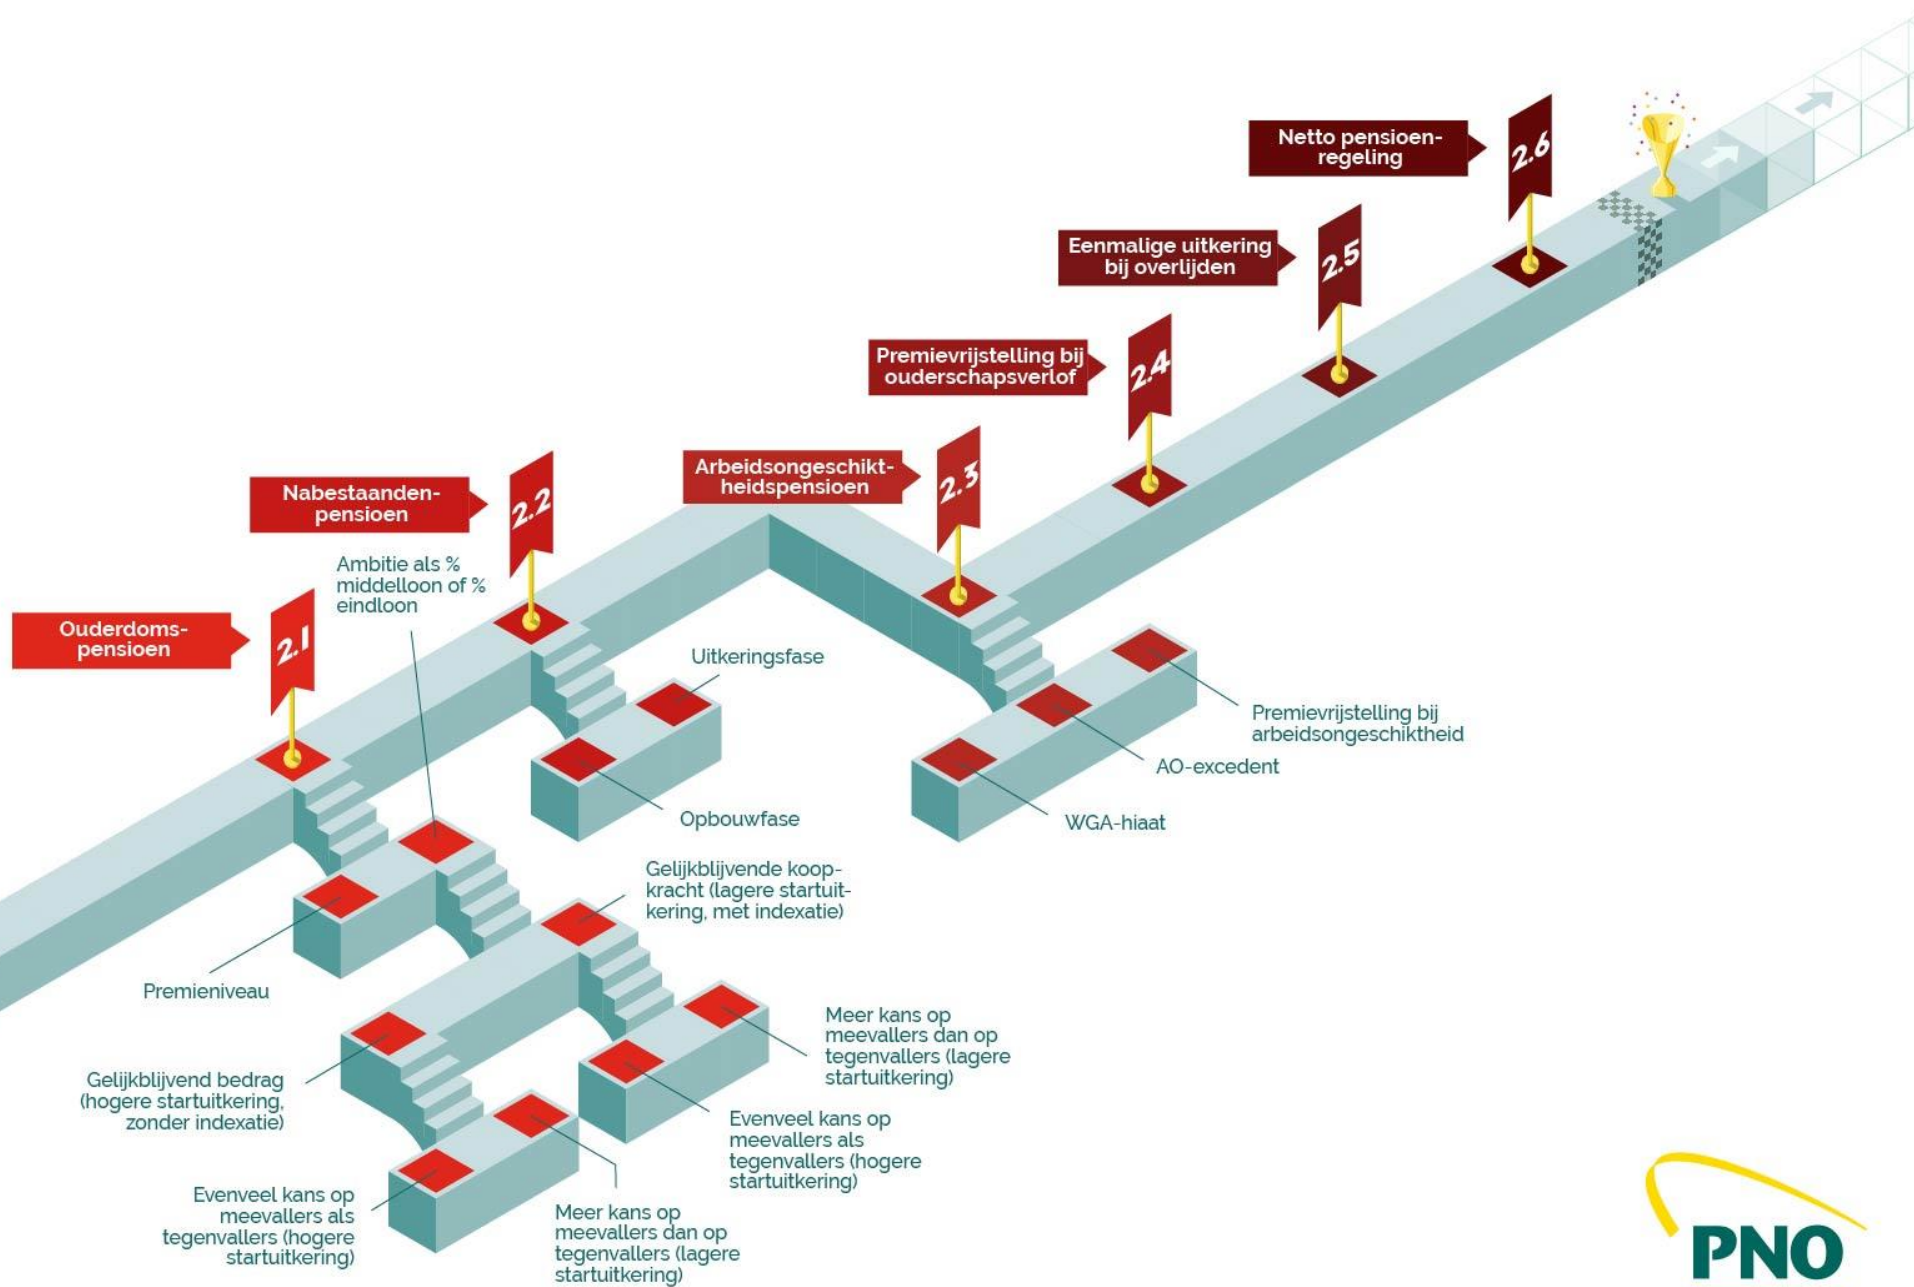 Netto pensioen-
regeling
2.6
Eenmalige uitkering
bij overlijden
2.5
Premievrijstelling bij
ouderschapsverlof
2.4
Arbeidsongeschikt-
heidspensioen
2.3
Nabestaanden-
pensioen
2.2
Ambitie als %
middelloon of %
eindloon
Ouderdoms-
pensioen
2.1
Uitkeringsfase
Opbouwfase
Premievrijstelling bij
arbeidsongeschiktheid
AO-excedent
WGA-hiaat
Gelijkblijvende koop-
kracht (lagere startuit-
kering, met indexatie)
Premieniveau
Meer kans op
meevallers dan op
tegenvallers (lagere
startuitkering)
Gelijkblijvend bedrag
(hogere startuitkering,
zonder indexatie)
Evenveel kans op
meevallers als
tegenvallers (hogere
startuitkering)
Evenveel kans op
meevallers als
tegenvallers (hogere
startuitkering)
Meer kans op
meevallers dan op
tegenvallers (lagere
startuitkering)
PNO